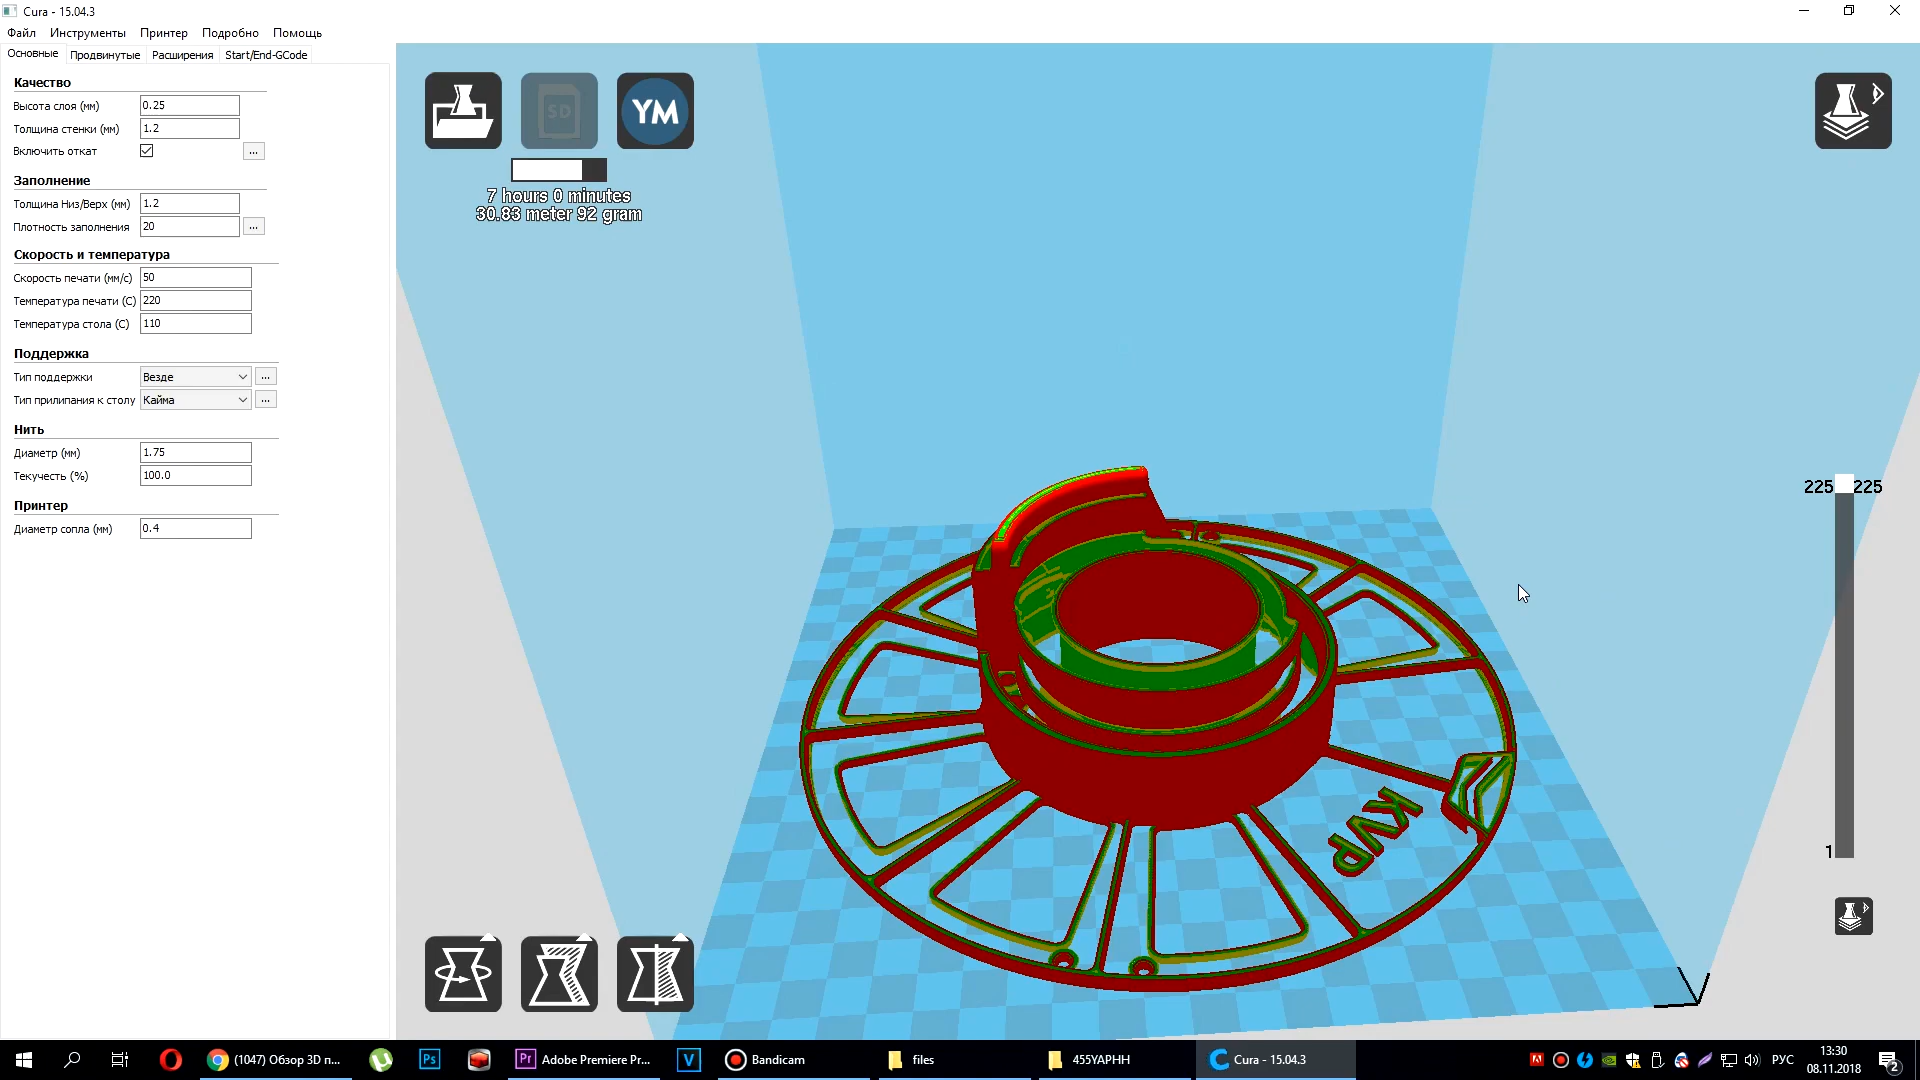 Cura - 15.04.3
Файл Инструменты Принтер Подробно Помощь
Основные Продвинутые Расширения Start/End-GCode
Качество
Высота слоя (мм) 0.25
Толщина стенки (мм) 1.2
Включить откат ...
Заполнение
Толщина Низ/Верх (мм) 1.2
Плотность заполнения 20 ...
Скорость и температура
Скорость печати (мм/с) 50
Температура печати (C) 220
Температура стола (C) 110
Поддержка
Тип поддержки Везде ...
Тип прилипания к столу Кайма ...
Нить
Диаметр (мм) 1.75
Текучесть (%) 100.0
Принтер
Диаметр сопла (мм) 0.4
SD
YM
7 hours 0 minutes
30.83 meter 92 gram
225 225
1
KVP
(1047) Обзор 3D п...
Ps
Pr Adobe Premiere Pr...
V
Bandicam
files
455YAPHH
Cura - 15.04.3
РУС
13:30
08.11.2018
2